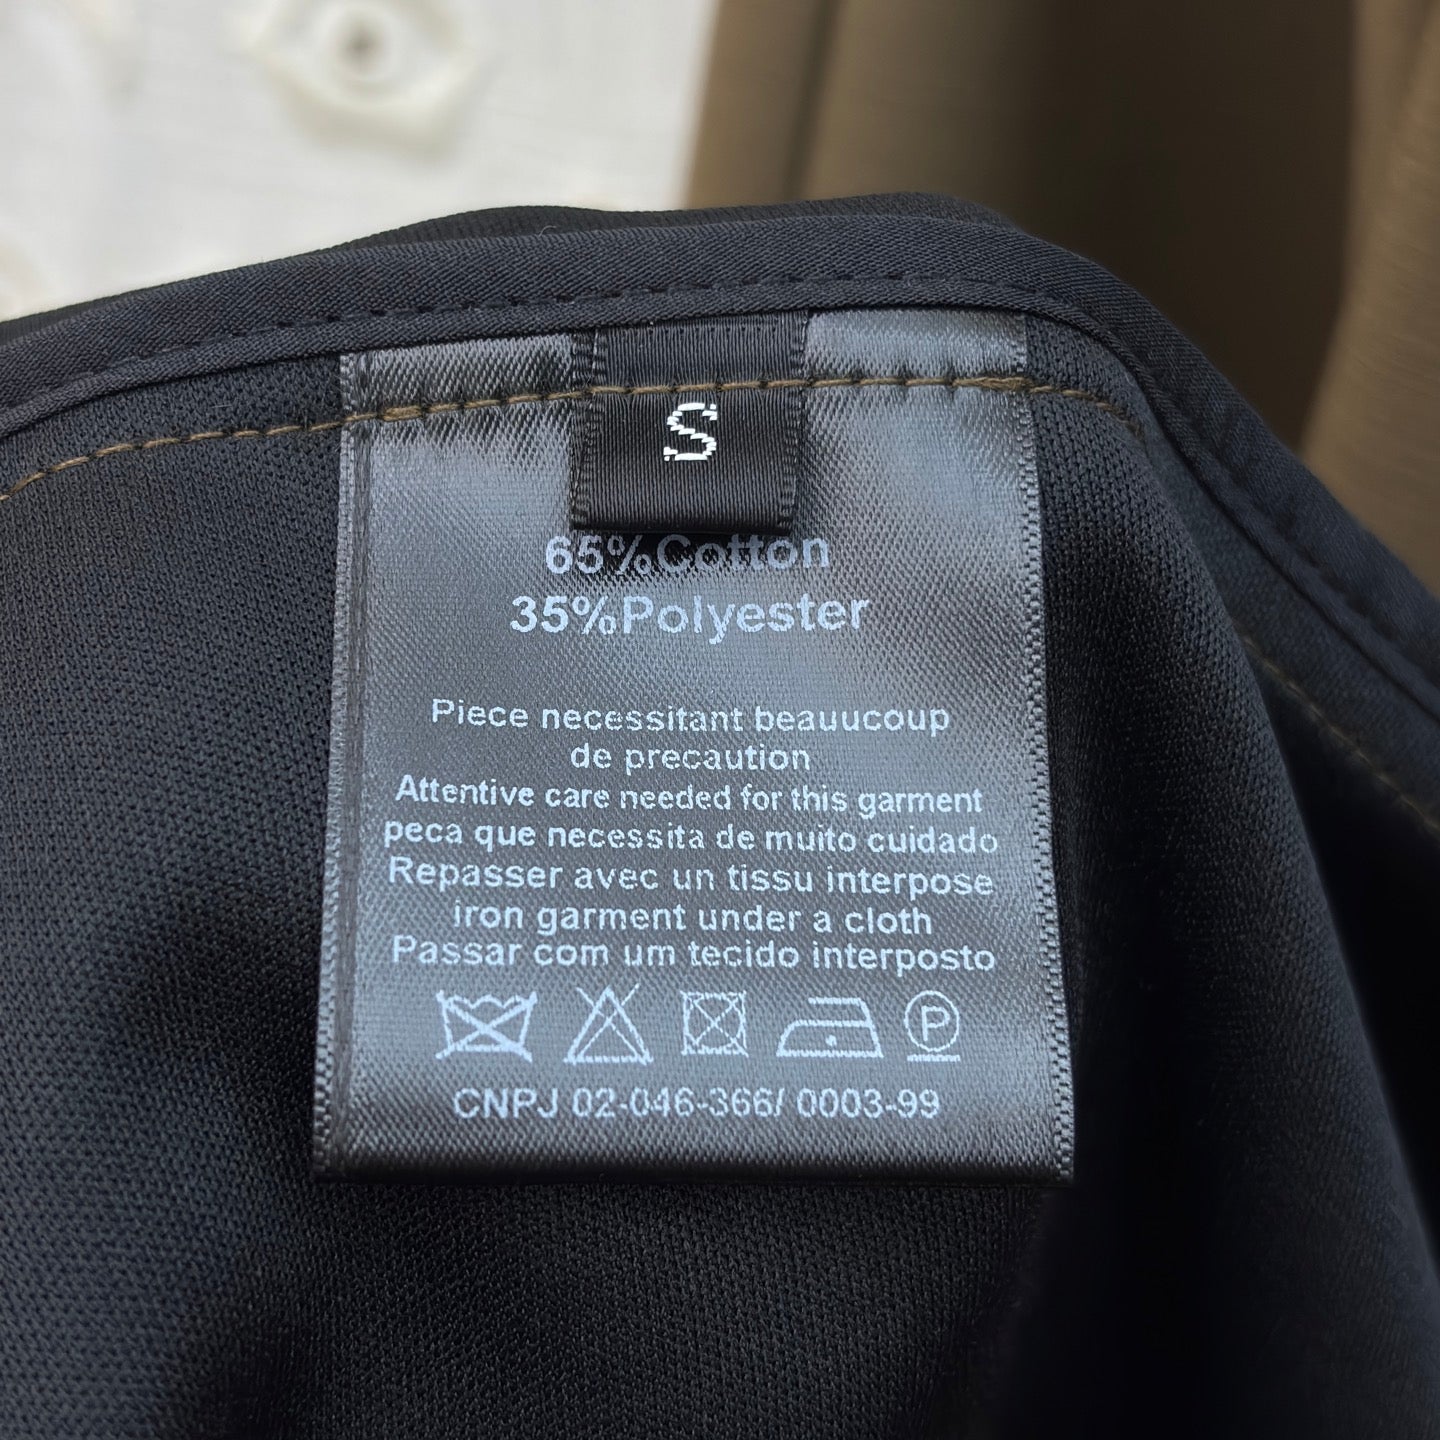 S
65%Cotton
35%Polyester
Piece necessitant beauucoup
de precaution
Attentive care needed for this garment
peca que necessita de muito cuidado
Repasser avec un tissu interpose
iron garment under a cloth
Passar com um tecido interposto
P
CNPJ 02-046-366/ 0003-99